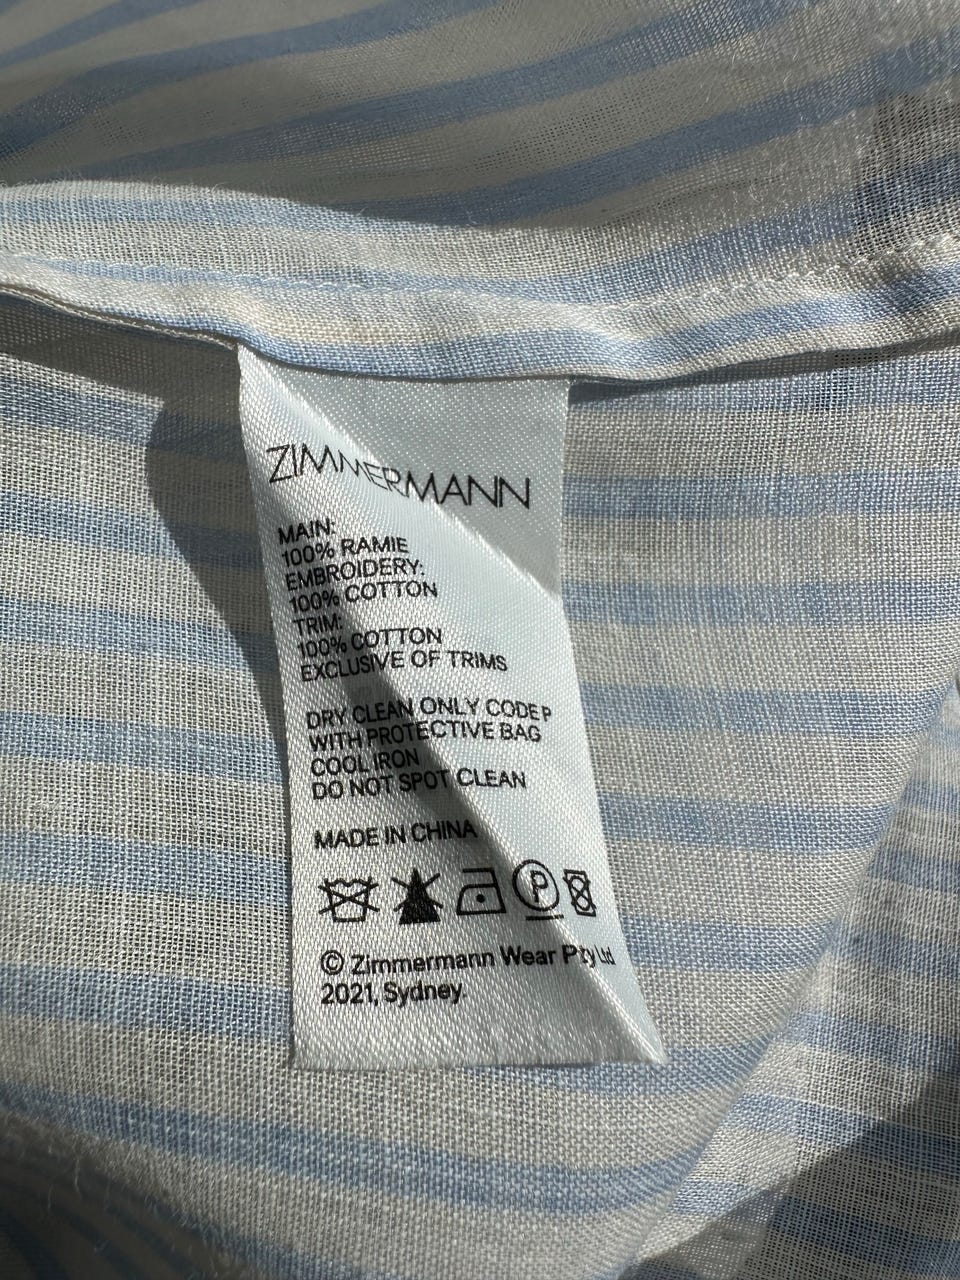 ZIMMERMANN
MAIN:
100% RAMIE
EMBROIDERY:
100% COTTON
TRIM:
100% COTTON
EXCLUSIVE OF TRIMS
DRY CLEAN ONLY CODE P
WITH PROTECTIVE BAG
COOL IRON
DO NOT SPOT CLEAN
MADE IN CHINA
P
© Zimmermann Wear Pty Ltd
2021, Sydney.